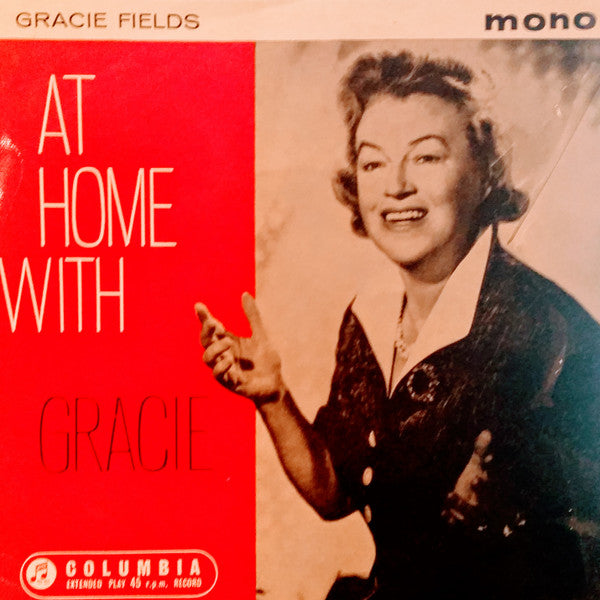 GRACIE FIELDS
mono
AT
HOME
WITH
GRACIE
COLUMBIA
EXTENDED PLAY 45 r.p.m. RECORD